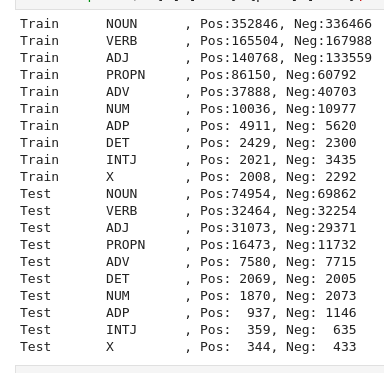 Train NOUN , Pos:352846, Neg:336466
Train VERB , Pos:165504, Neg:167988
Train ADJ , Pos:140768, Neg:133559
Train PROPN , Pos:86150, Neg:60792
Train ADV , Pos:37888, Neg:40703
Train NUM , Pos:10036, Neg:10977
Train ADP , Pos: 4911, Neg: 5620
Train DET , Pos: 2429, Neg: 2300
Train INTJ , Pos: 2021, Neg: 3435
Train X , Pos: 2008, Neg: 2292
Test NOUN , Pos:74954, Neg:69862
Test VERB , Pos:32464, Neg:32254
Test ADJ , Pos:31073, Neg:29371
Test PROPN , Pos:16473, Neg:11732
Test ADV , Pos: 7580, Neg: 7715
Test DET , Pos: 2069, Neg: 2005
Test NUM , Pos: 1870, Neg: 2073
Test ADP , Pos:  937, Neg: 1146
Test INTJ , Pos:  359, Neg:  635
Test X , Pos:  344, Neg:  433